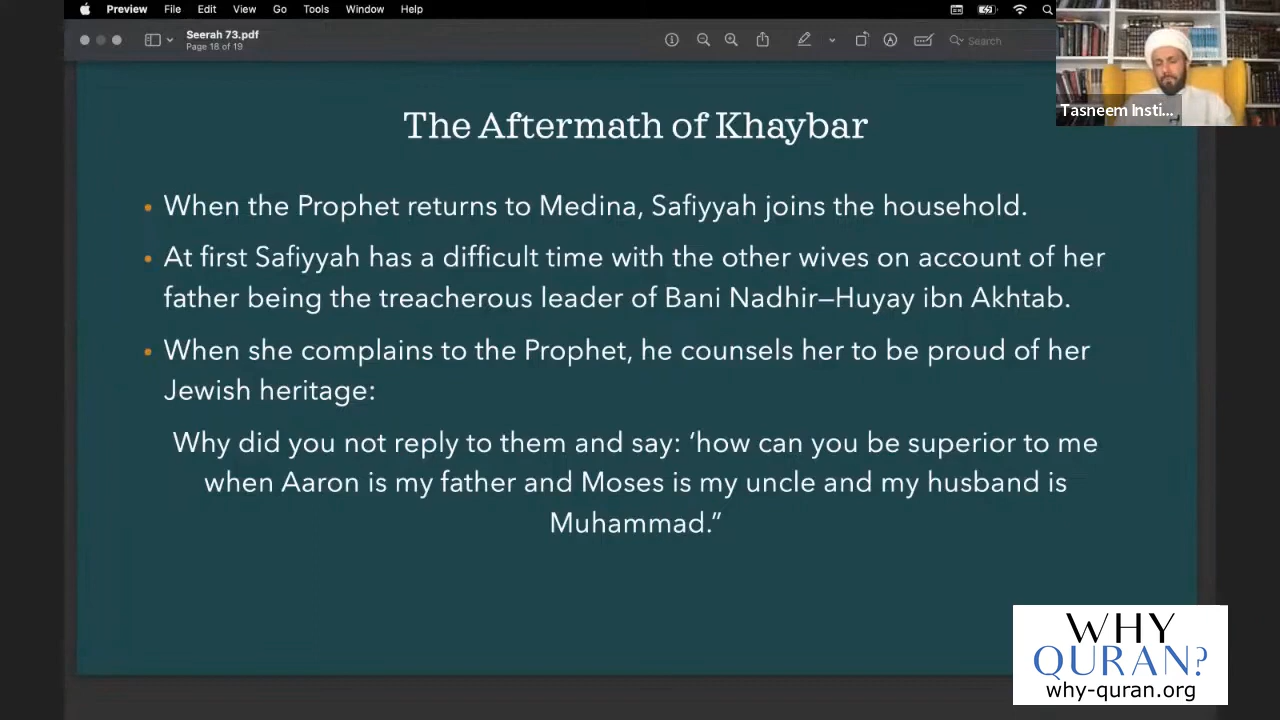 Preview File Edit View Go Tools Window Help
Seerah 73.pdf
Page 18 of 19
Search
Tasneem Insti...
The Aftermath of Khaybar
• When the Prophet returns to Medina, Safiyyah joins the household.
• At first Safiyyah has a difficult time with the other wives on account of her
father being the treacherous leader of Bani Nadhir—Huyay ibn Akhtab.
• When she complains to the Prophet, he counsels her to be proud of her
Jewish heritage:
Why did you not reply to them and say: ‘how can you be superior to me
when Aaron is my father and Moses is my uncle and my husband is
Muhammad.”
WHY
QURAN?
why-quran.org